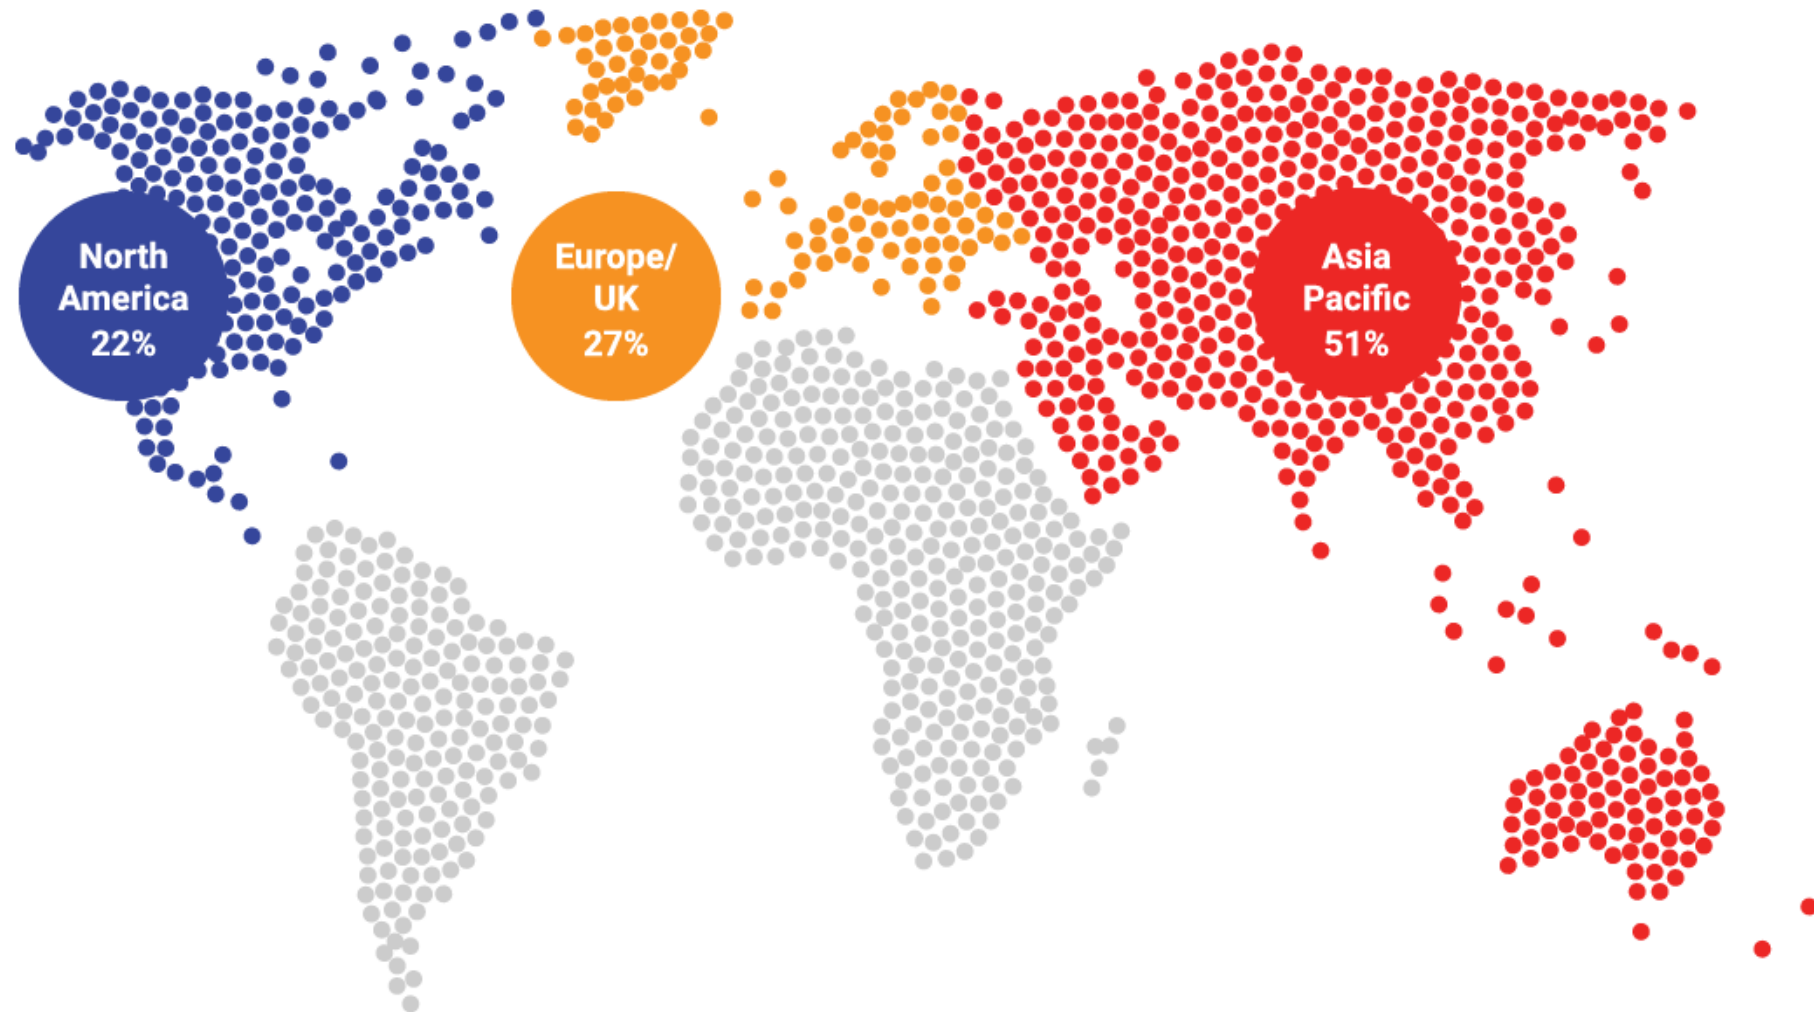 North
America
22%
Europe/
UK
27%
Asia
Pacific
51%